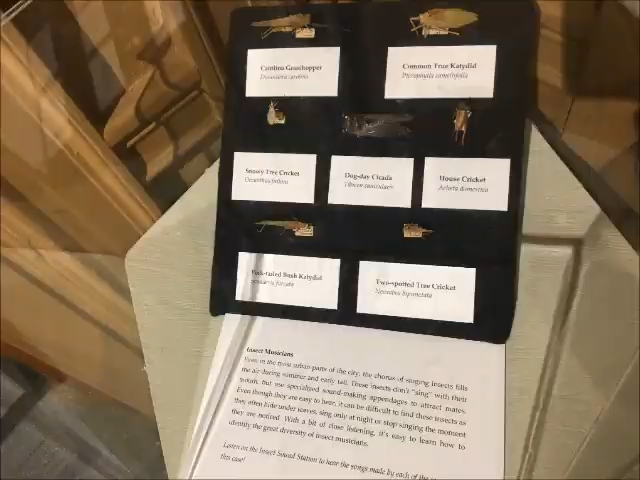 Carolina Grasshopper
Dissosteira carolina
Common True Katydid
Pterophylla camellifolia
Snowy Tree Cricket
Oecanthus fultoni
Dog-day Cicada
Tibicen canicularis
House Cricket
Acheta domestica
Fork-tailed Bush Katydid
furcata
Two-spotted Tree Cricket
Neoxabea bipunctata
Insect Musicians
Even in the most urban parts of the city, the chorus of singing insects fills
the air during summer and early fall. These insects don't "sing" with their
mouth, but use specialized sound-making appendages to attract mates.
Even though they are easy to hear, it can be difficult to find these insects as
they often hide under leaves, sing only at night or stop singing the moment
they are noticed. With a bit of close listening, it's easy to learn how to
identify the great diversity of insect musicians.
Listen on the Insect Sound Station to hear the songs made by each of the
this case!